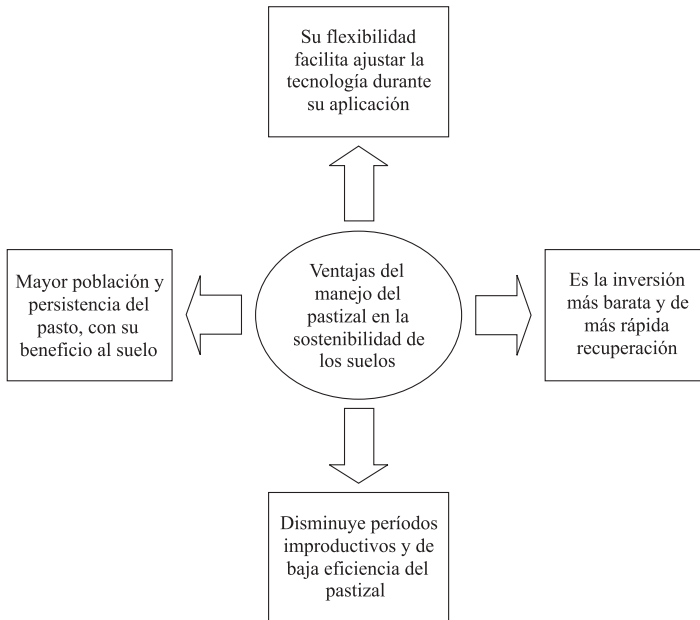 Su flexibilidad
facilita ajustar la
tecnología durante
su aplicación
Mayor población y
persistencia del
pasto, con su
beneficio al suelo
Ventajas del
manejo del
pastizal en la
sostenibilidad de
los suelos
Es la inversión
más barata y de
más rápida
recuperación
Disminuye períodos
improductivos y de
baja eficiencia del
pastizal